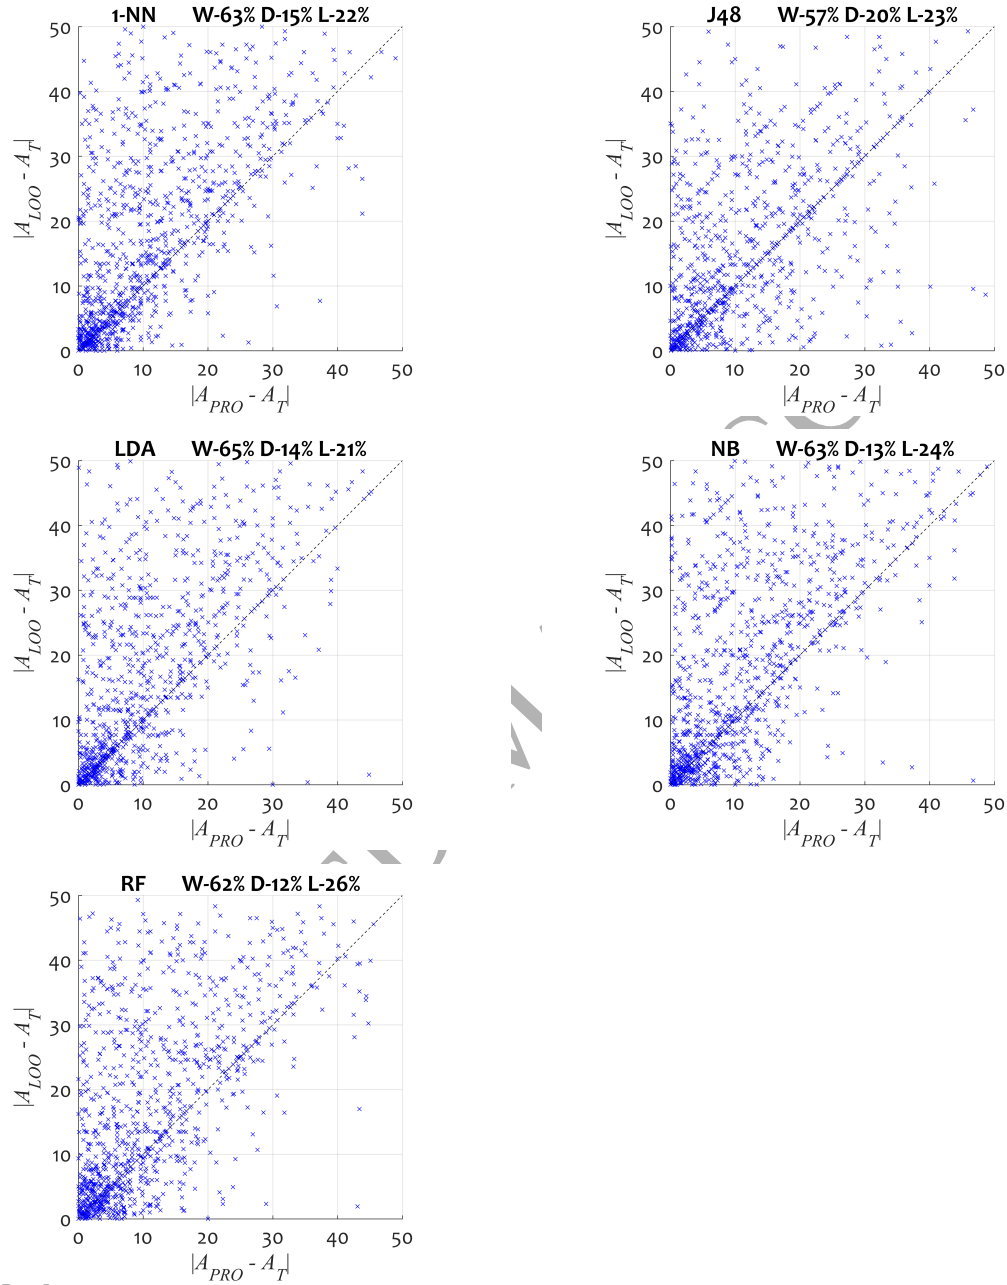 1-NN W-63% D-15% L-22%
50
40
30
20
10
0
|A_LOO - A_T|
0 10 20 30 40 50
|A_PRO - A_T|
J48 W-57% D-20% L-23%
50
40
30
20
10
0
|A_LOO - A_T|
0 10 20 30 40 50
|A_PRO - A_T|
LDA W-65% D-14% L-21%
50
40
30
20
10
0
|A_LOO - A_T|
0 10 20 30 40 50
|A_PRO - A_T|
NB W-63% D-13% L-24%
50
40
30
20
10
0
|A_LOO - A_T|
0 10 20 30 40 50
|A_PRO - A_T|
RF W-62% D-12% L-26%
50
40
30
20
10
0
|A_LOO - A_T|
0 10 20 30 40 50
|A_PRO - A_T|